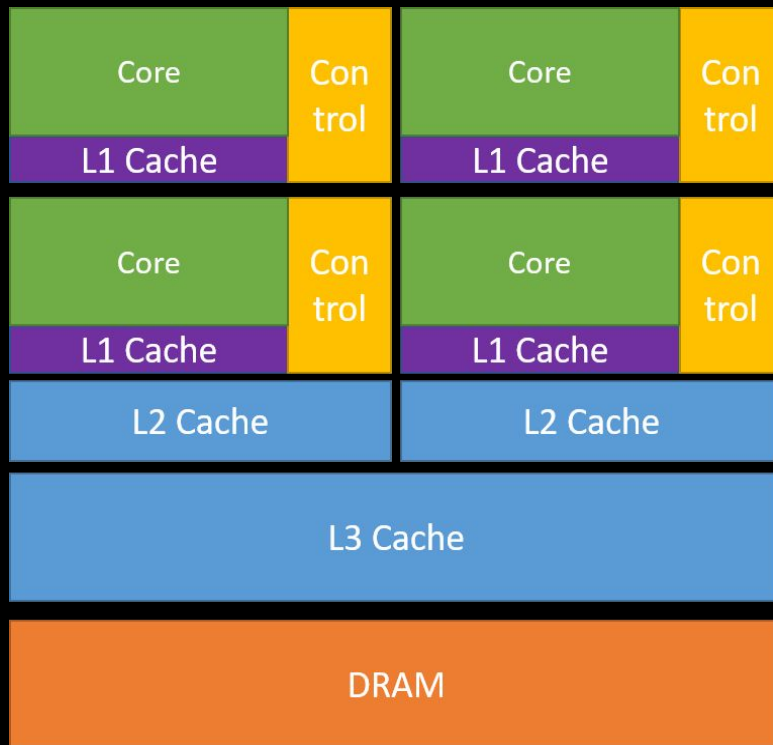 Core
Con
trol
L1 Cache
Core
Con
trol
L1 Cache
Core
Con
trol
L1 Cache
Core
Con
trol
L1 Cache
L2 Cache
L2 Cache
L3 Cache
DRAM